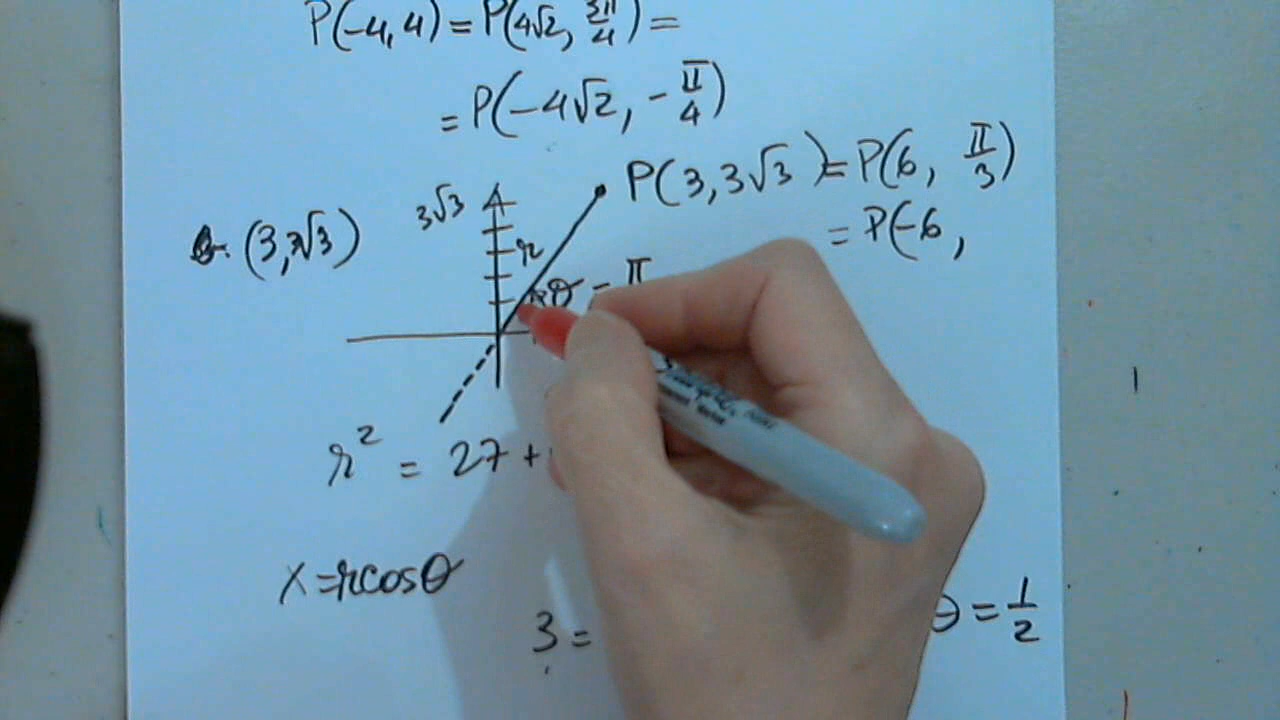 P(-4, 4) = P(4√2, 3π/4) =
= P(-4√2, -π/4)
P(3, 3√3) = P(6, π/3)
= P(-6,
b. (3, 3√3)
3√3
r
θ = π
r² = 27 +
x = r cos θ
3 =
θ = 1/2
Sharpie